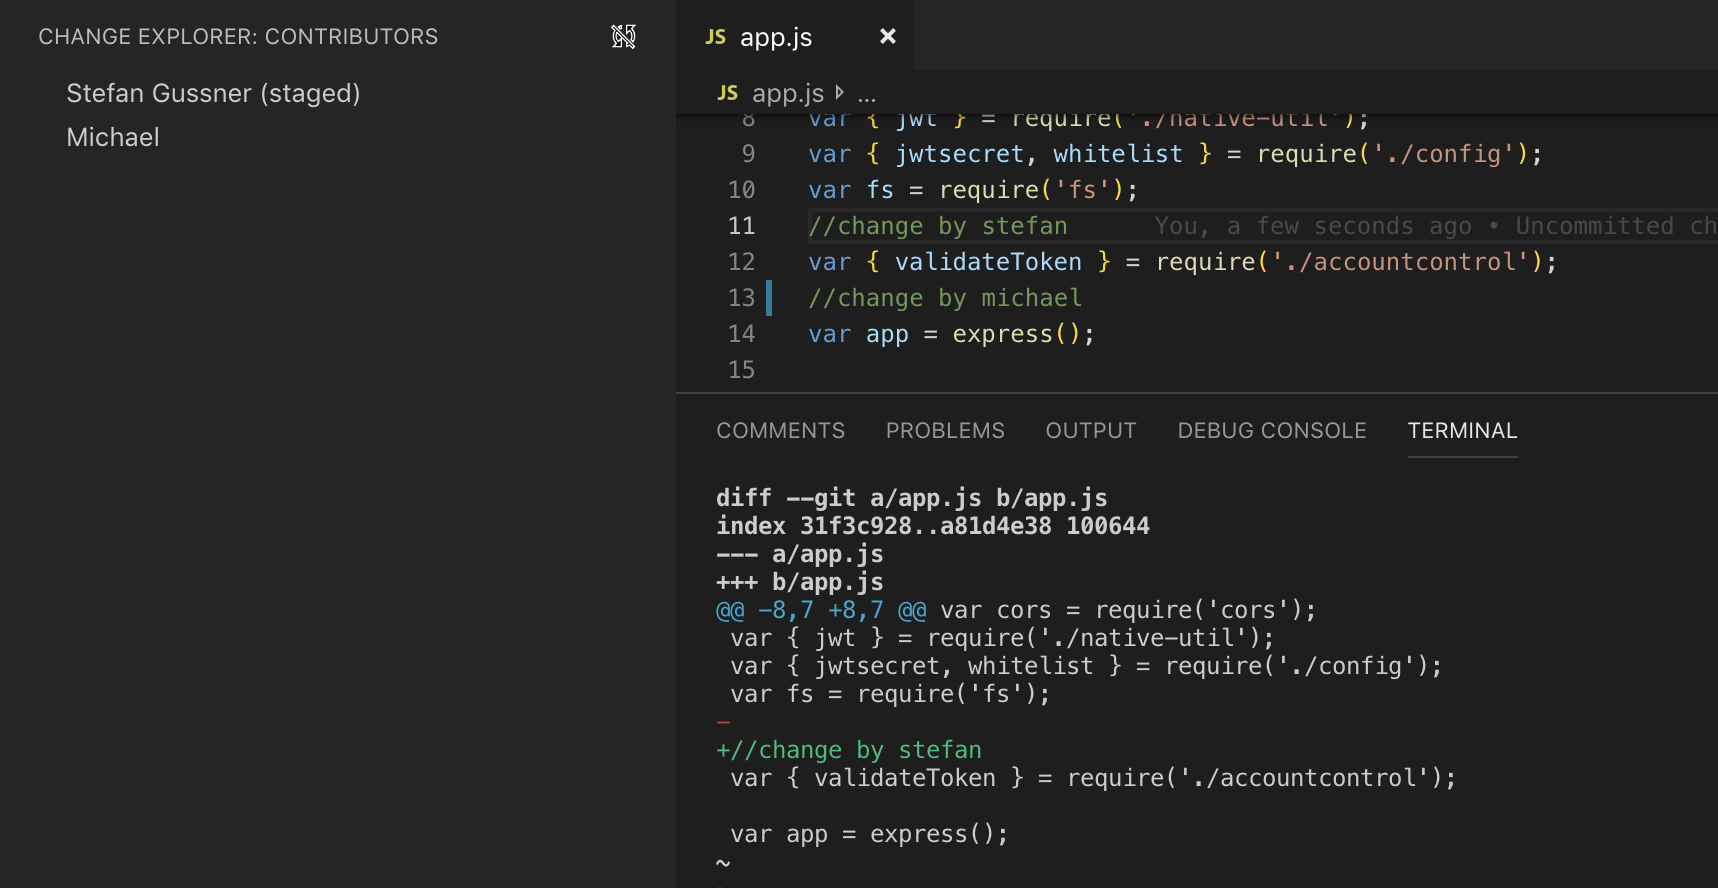 CHANGE EXPLORER: CONTRIBUTORS
Stefan Gussner (staged)
Michael
JS app.js ×
JS app.js ...
8 var { jwt } = require('./native-util');
9 var { jwtsecret, whitelist } = require('./config');
10 var fs = require('fs');
11 //change by stefan You, a few seconds ago • Uncommitted ch
12 var { validateToken } = require('./accountcontrol');
13 //change by michael
14 var app = express();
15
COMMENTS PROBLEMS OUTPUT DEBUG CONSOLE TERMINAL
diff --git a/app.js b/app.js
index 31f3c928..a81d4e38 100644
--- a/app.js
+++ b/app.js
@@ -8,7 +8,7 @@ var cors = require('cors');
 var { jwt } = require('./native-util');
 var { jwtsecret, whitelist } = require('./config');
 var fs = require('fs');
-
+//change by stefan
 var { validateToken } = require('./accountcontrol');
 var app = express();
~